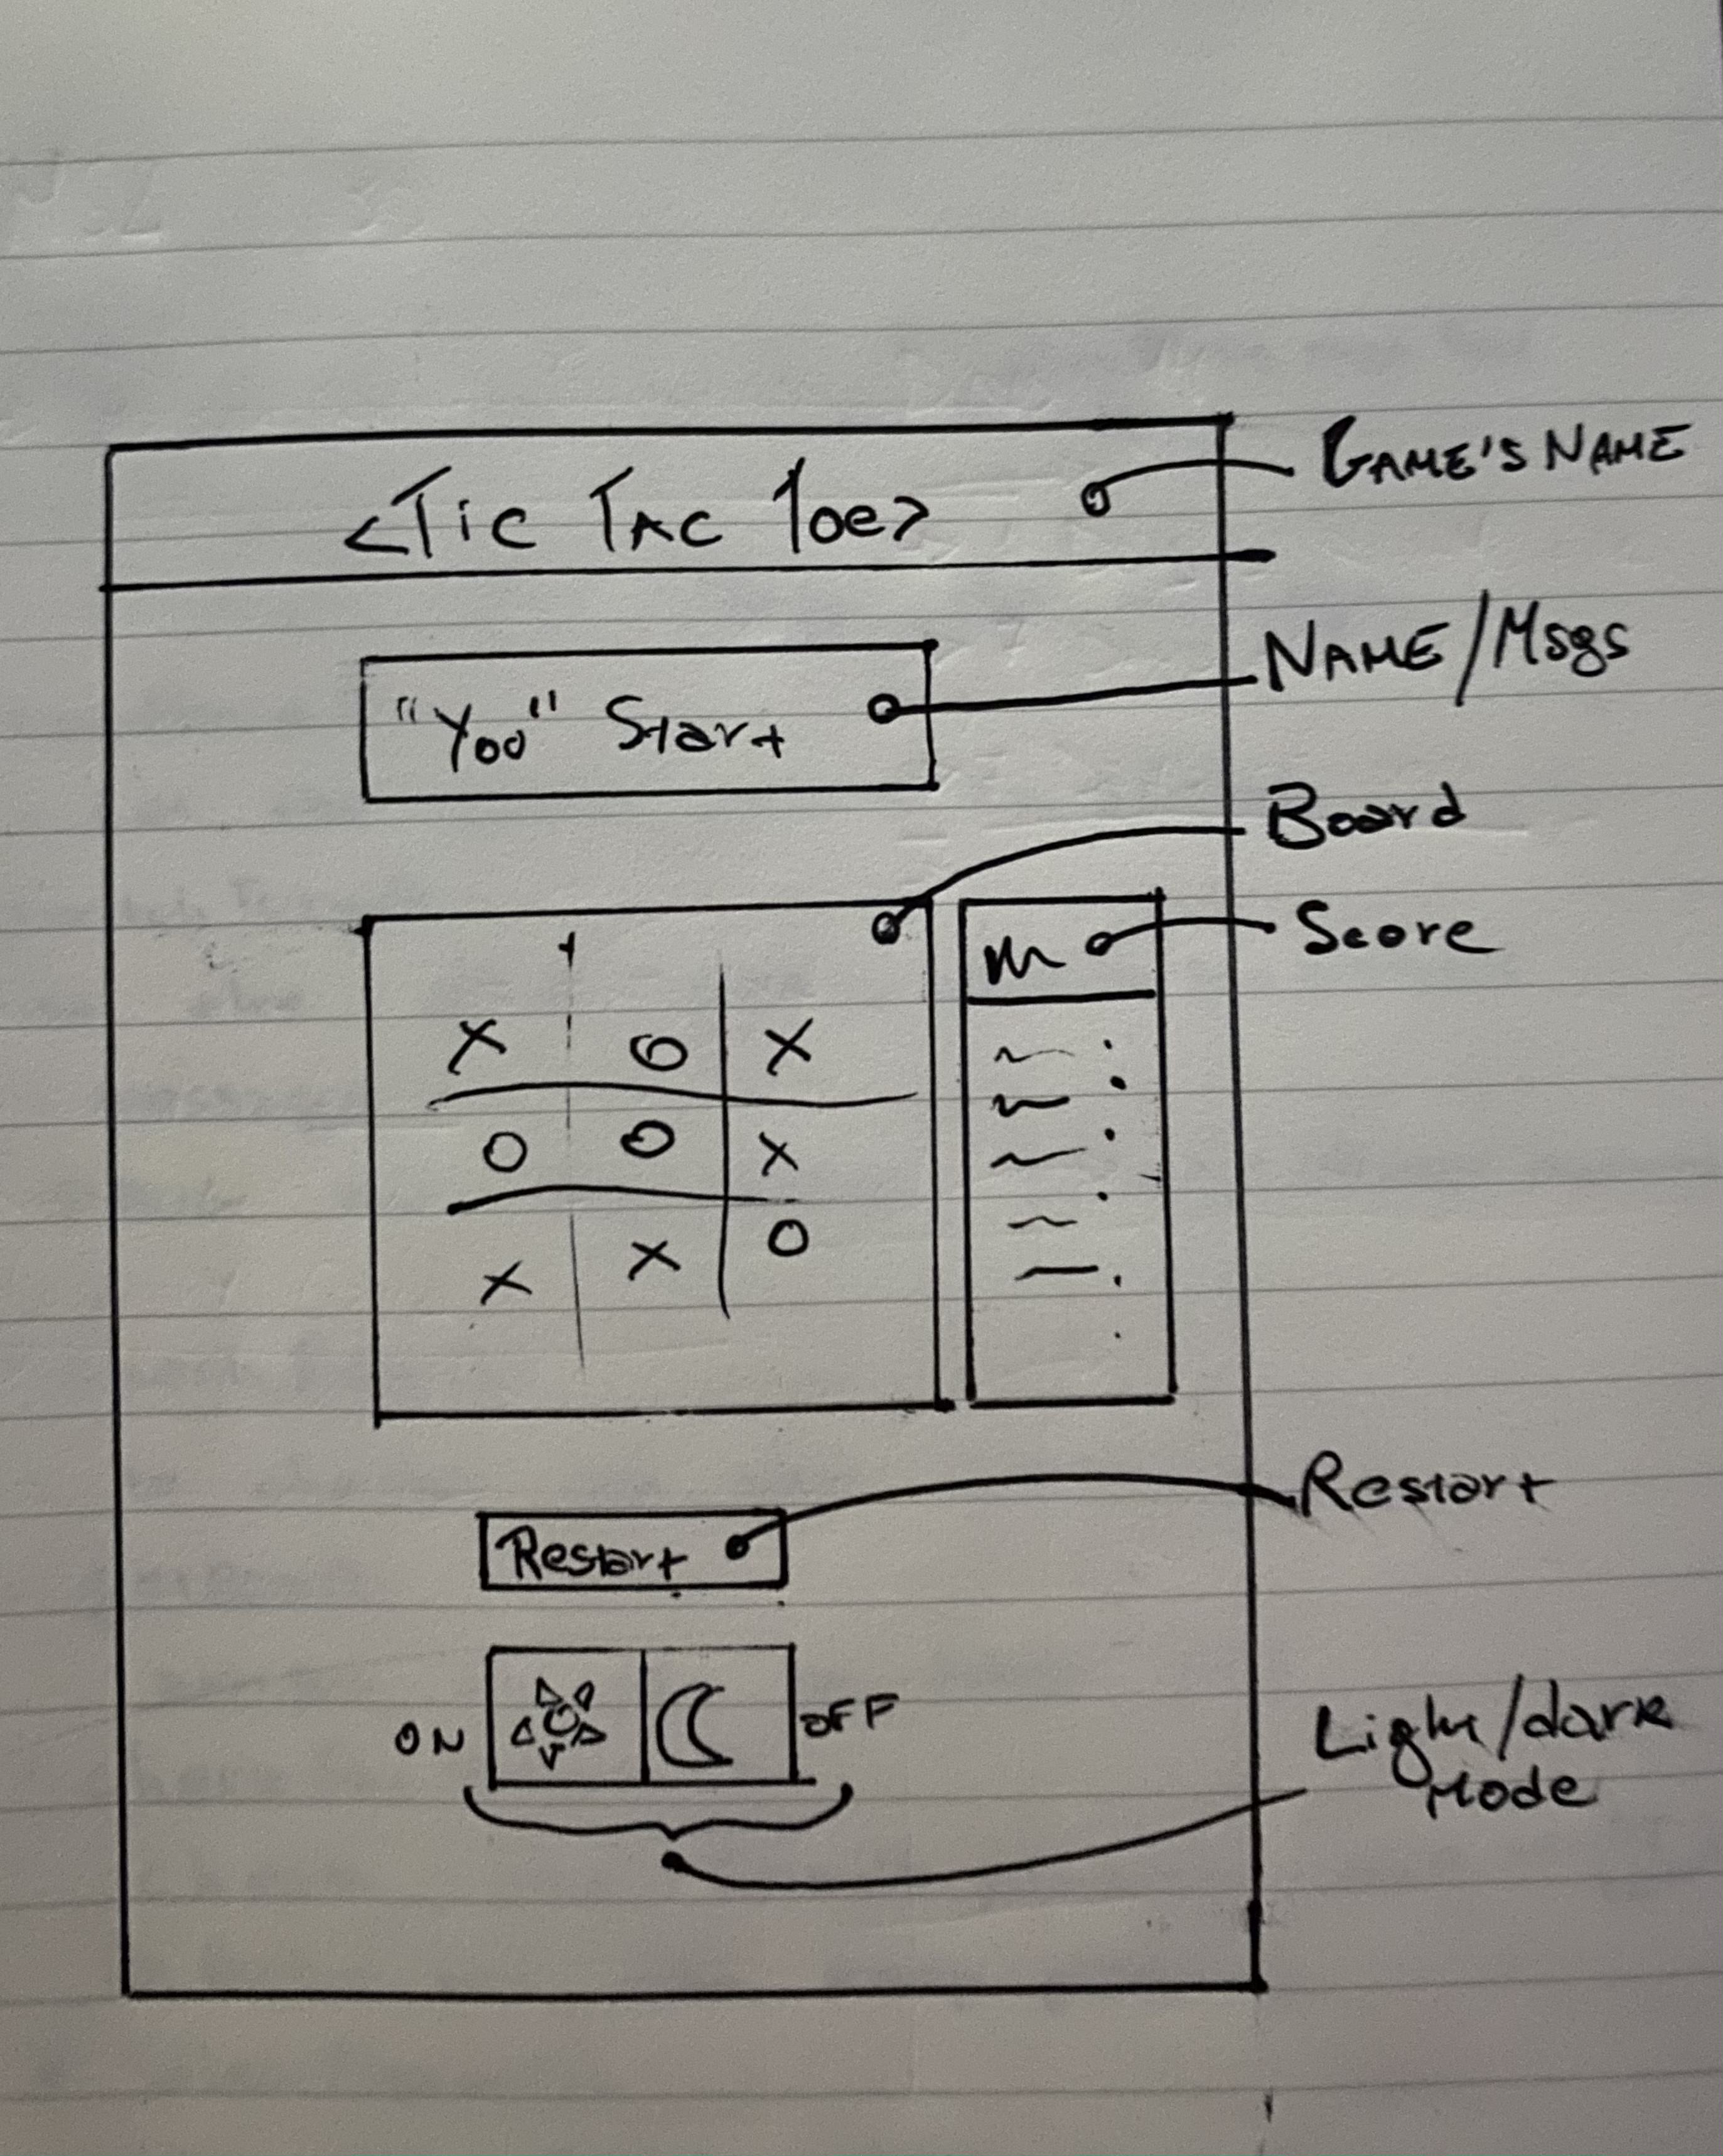 <Tic Tac Toe>
GAME'S NAME
"You" Start
NAME/Msgs
Board
Score
X O X
O O X
X X O
Restart
Restart
ON
OFF
Light/dark
Mode